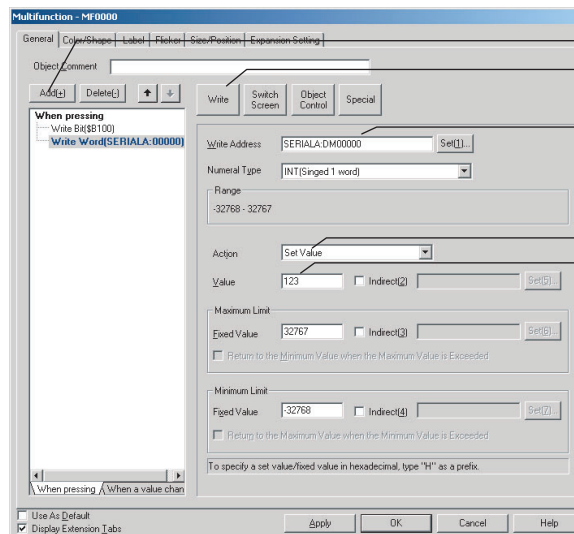 Multifunction - MF0000
General Color/Shape Label Flicker Size/Position Expansion Setting
Object Comment
Add(+) Delete(-)
Write Switch Screen Object Control Special
When pressing
Write Bit($B100)
Write Word(SERIALA:00000)
Write Address SERIALA:DM00000 Set(1)...
Numeral Type INT(Singed 1 word)
Range
-32768 - 32767
Action Set Value
Value 123 Indirect(2) Set(5)...
Maximum Limit
Fixed Value 32767 Indirect(3) Set(6)...
Return to the Minimum Value when the Maximum Value is Exceeded
Minimum Limit
Fixed Value -32768 Indirect(4) Set(7)...
Return to the Maximum Value when the Minimum Value is Exceeded
To specify a set value/fixed value in hexadecimal, type "H" as a prefix.
When pressing When a value chan
Use As Default
Display Extension Tabs
Apply OK Cancel Help